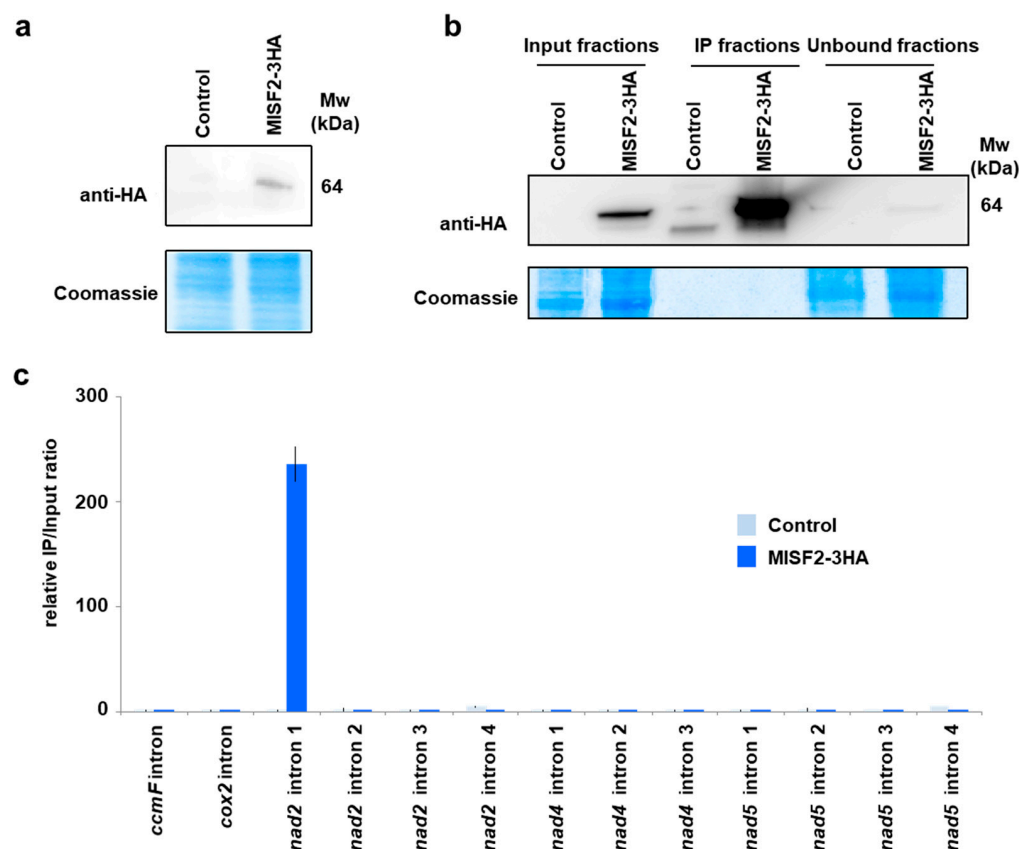 a
Control
MISF2-3HA
Mw
(kDa)
anti-HA
64
Coomassie
b
Input fractions
IP fractions
Unbound fractions
Control
MISF2-3HA
Control
MISF2-3HA
Control
MISF2-3HA
Mw
(kDa)
anti-HA
64
Coomassie
c
relative IP/Input ratio
300
200
100
0
Control
MISF2-3HA
ccmF intron
cox2 intron
nad2 intron 1
nad2 intron 2
nad2 intron 3
nad2 intron 4
nad4 intron 1
nad4 intron 2
nad4 intron 3
nad5 intron 1
nad5 intron 2
nad5 intron 3
nad5 intron 4